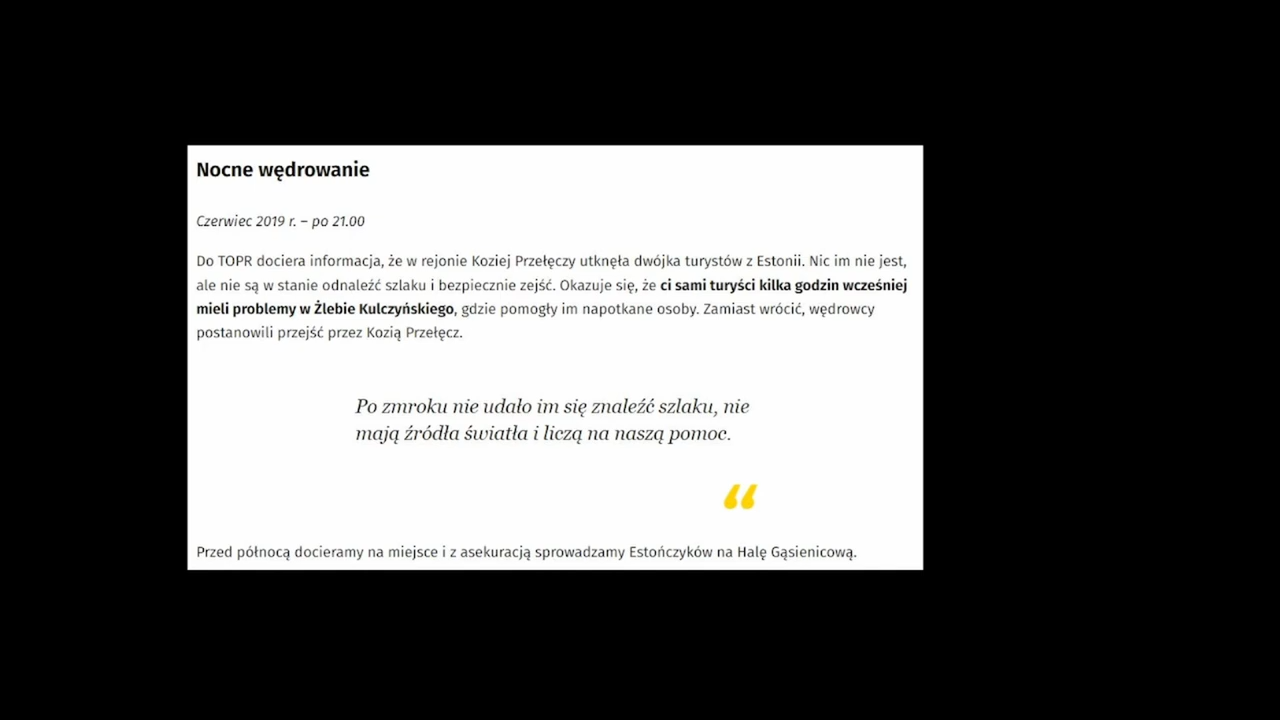 Nocne wędrowanie
Czerwiec 2019 r. – po 21.00
Do TOPR dociera informacja, że w rejonie Koziej Przełęczy utknęła dwójka turystów z Estonii. Nic im nie jest,
ale nie są w stanie odnaleźć szlaku i bezpiecznie zejść. Okazuje się, że ci sami turyści kilka godzin wcześniej
mieli problemy w Żlebie Kulczyńskiego, gdzie pomogły im napotkane osoby. Zamiast wrócić, wędrowcy
postanowili przejść przez Kozią Przełęcz.
Po zmroku nie udało im się znaleźć szlaku, nie
mają źródła światła i liczą na naszą pomoc.
“
Przed północą docieramy na miejsce i z asekuracją sprowadzamy Estończyków na Halę Gąsienicową.